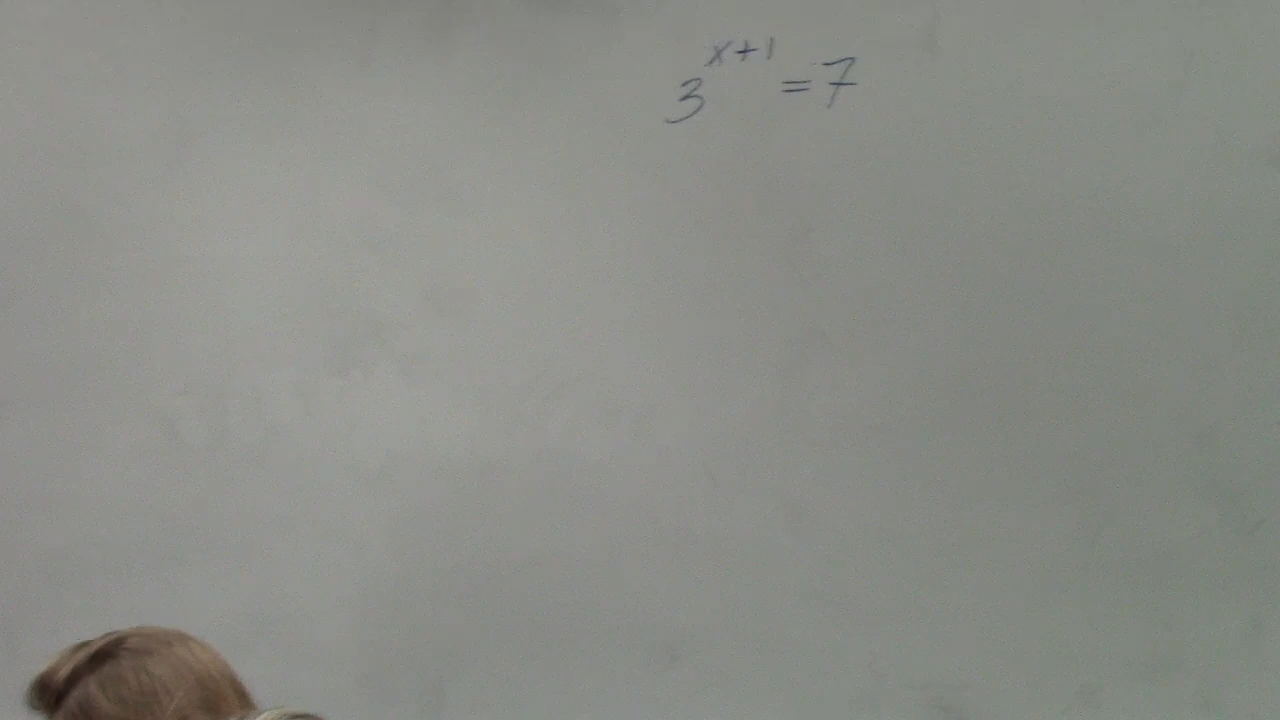 3^{x+1} = 7